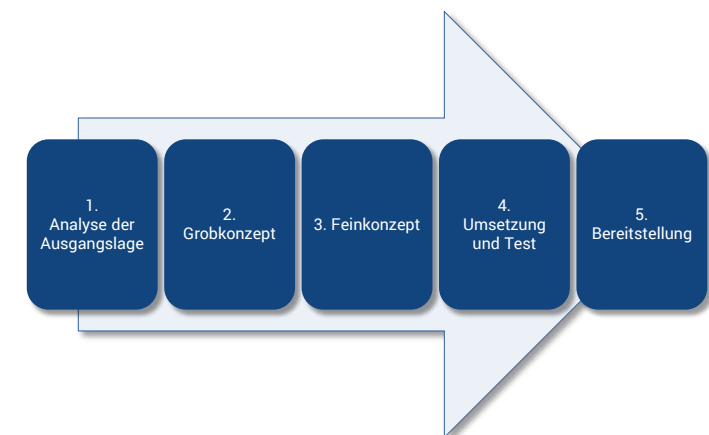 1.
Analyse der
Ausgangslage
2.
Grobkonzept
3. Feinkonzept
4.
Umsetzung
und Test
5.
Bereitstellung